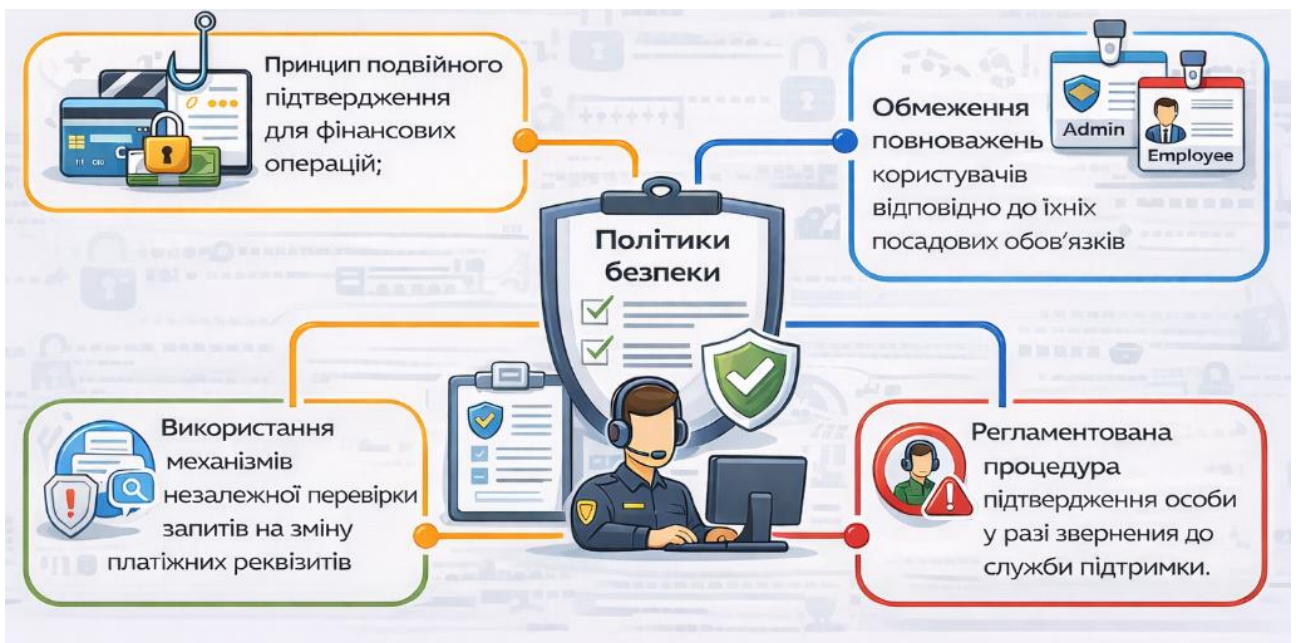 Принцип подвійного
підтвердження
для фінансових
операцій;
Обмеження
повноважень
користувачів
відповідно до їхніх
посадових обов’язків
Admin
Employee
Політики
безпеки
Використання
механізмів
незалежної перевірки
запитів на зміну
платіжних реквізитів
Регламентована
процедура
підтвердження особи
у разі звернення до
служби підтримки.